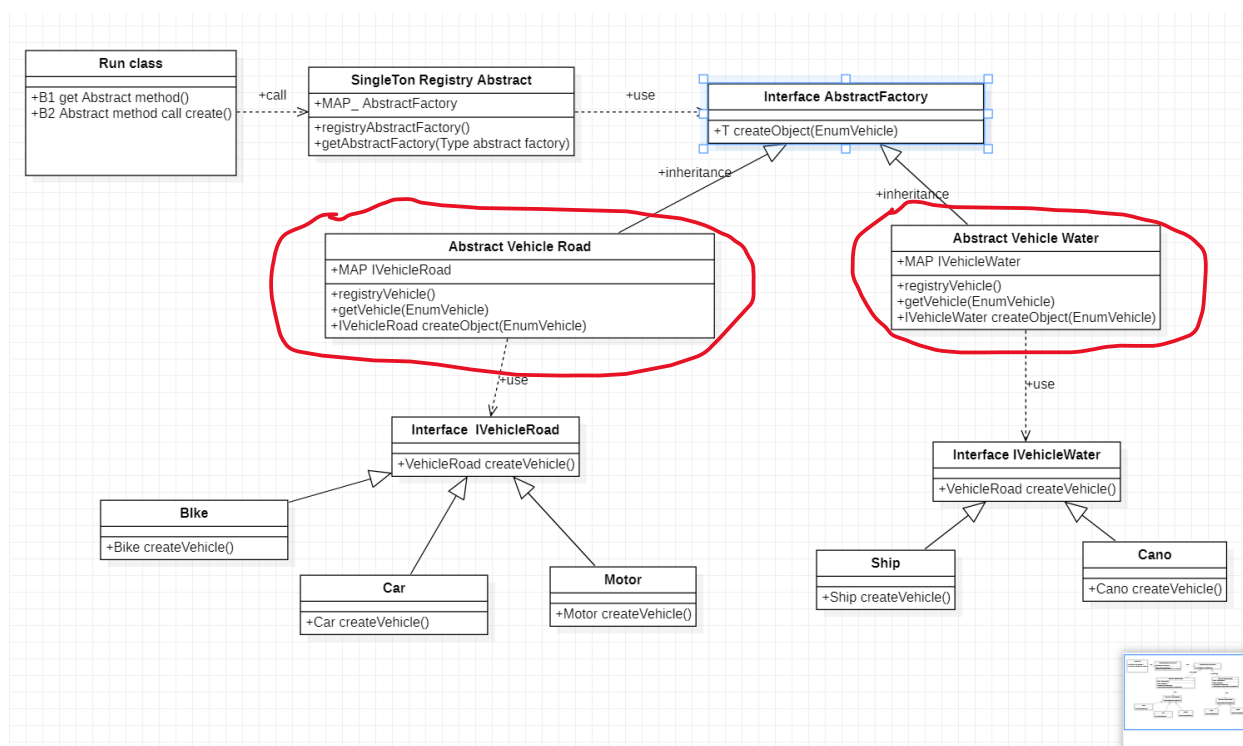 Run class
+B1 get Abstract method()
+B2 Abstract method call create()
+call
SingleTon Registry Abstract
+MAP_ AbstractFactory
+registryAbstractFactory()
+getAbstractFactory(Type abstract factory)
+use
Interface AbstractFactory
+T createObject(EnumVehicle)
+inheritance
+inheritance
Abstract Vehicle Road
+MAP IVehicleRoad
+registryVehicle()
+getVehicle(EnumVehicle)
+IVehicleRoad createObject(EnumVehicle)
Abstract Vehicle Water
+MAP IVehicleWater
+registryVehicle()
+getVehicle(EnumVehicle)
+IVehicleWater createObject(EnumVehicle)
+use
+use
Interface IVehicleRoad
+VehicleRoad createVehicle()
Interface IVehicleWater
+VehicleRoad createVehicle()
BIke
+Bike createVehicle()
Car
+Car createVehicle()
Motor
+Motor createVehicle()
Ship
+Ship createVehicle()
Cano
+Cano createVehicle()